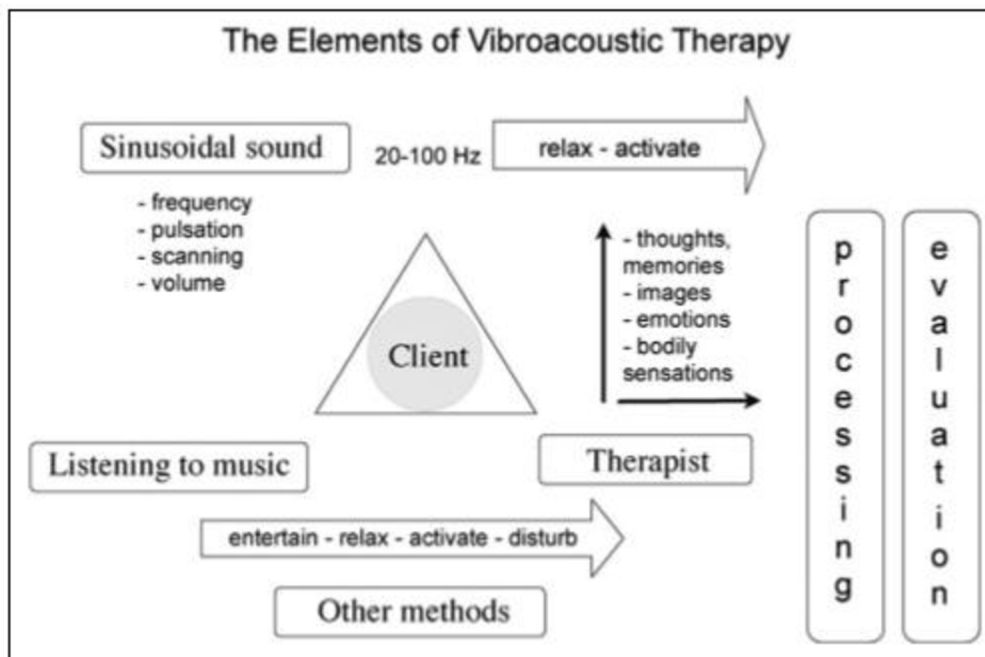 The Elements of Vibroacoustic Therapy
Sinusoidal sound
20-100 Hz
relax - activate
- frequency
- pulsation
- scanning
- volume
- thoughts,
memories
- images
- emotions
- bodily
sensations
Client
Listening to music
Therapist
entertain - relax - activate - disturb
Other methods
processing
evaluation